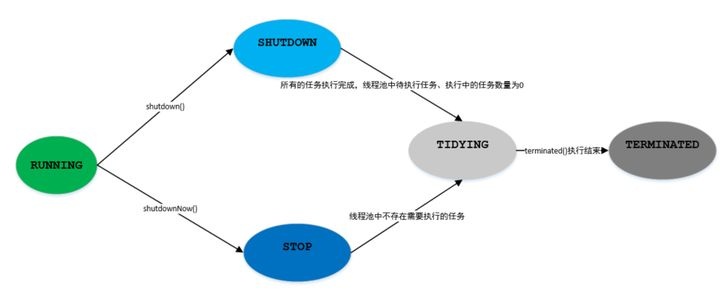 SHUTDOWN
所有的任务执行完成，线程池中待执行任务、执行中的任务数量为0
shutdown()
RUNNING
TIDYING
terminated()执行结束
TERMINATED
shutdownNow()
线程池中不存在需要执行的任务
STOP